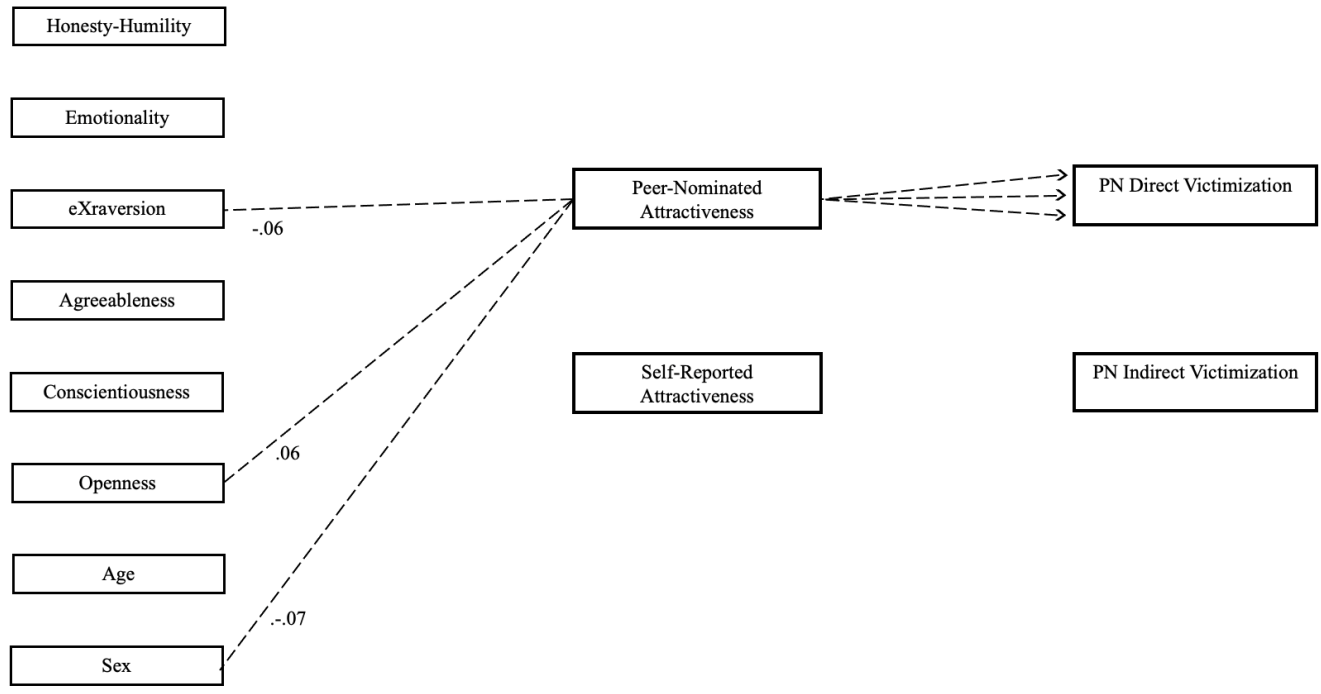 Honesty-Humility
Emotionality
eXraversion
-.06
Agreeableness
Conscientiousness
Openness
.06
Age
Sex
.-.07
Peer-Nominated
Attractiveness
Self-Reported
Attractiveness
PN Direct Victimization
PN Indirect Victimization